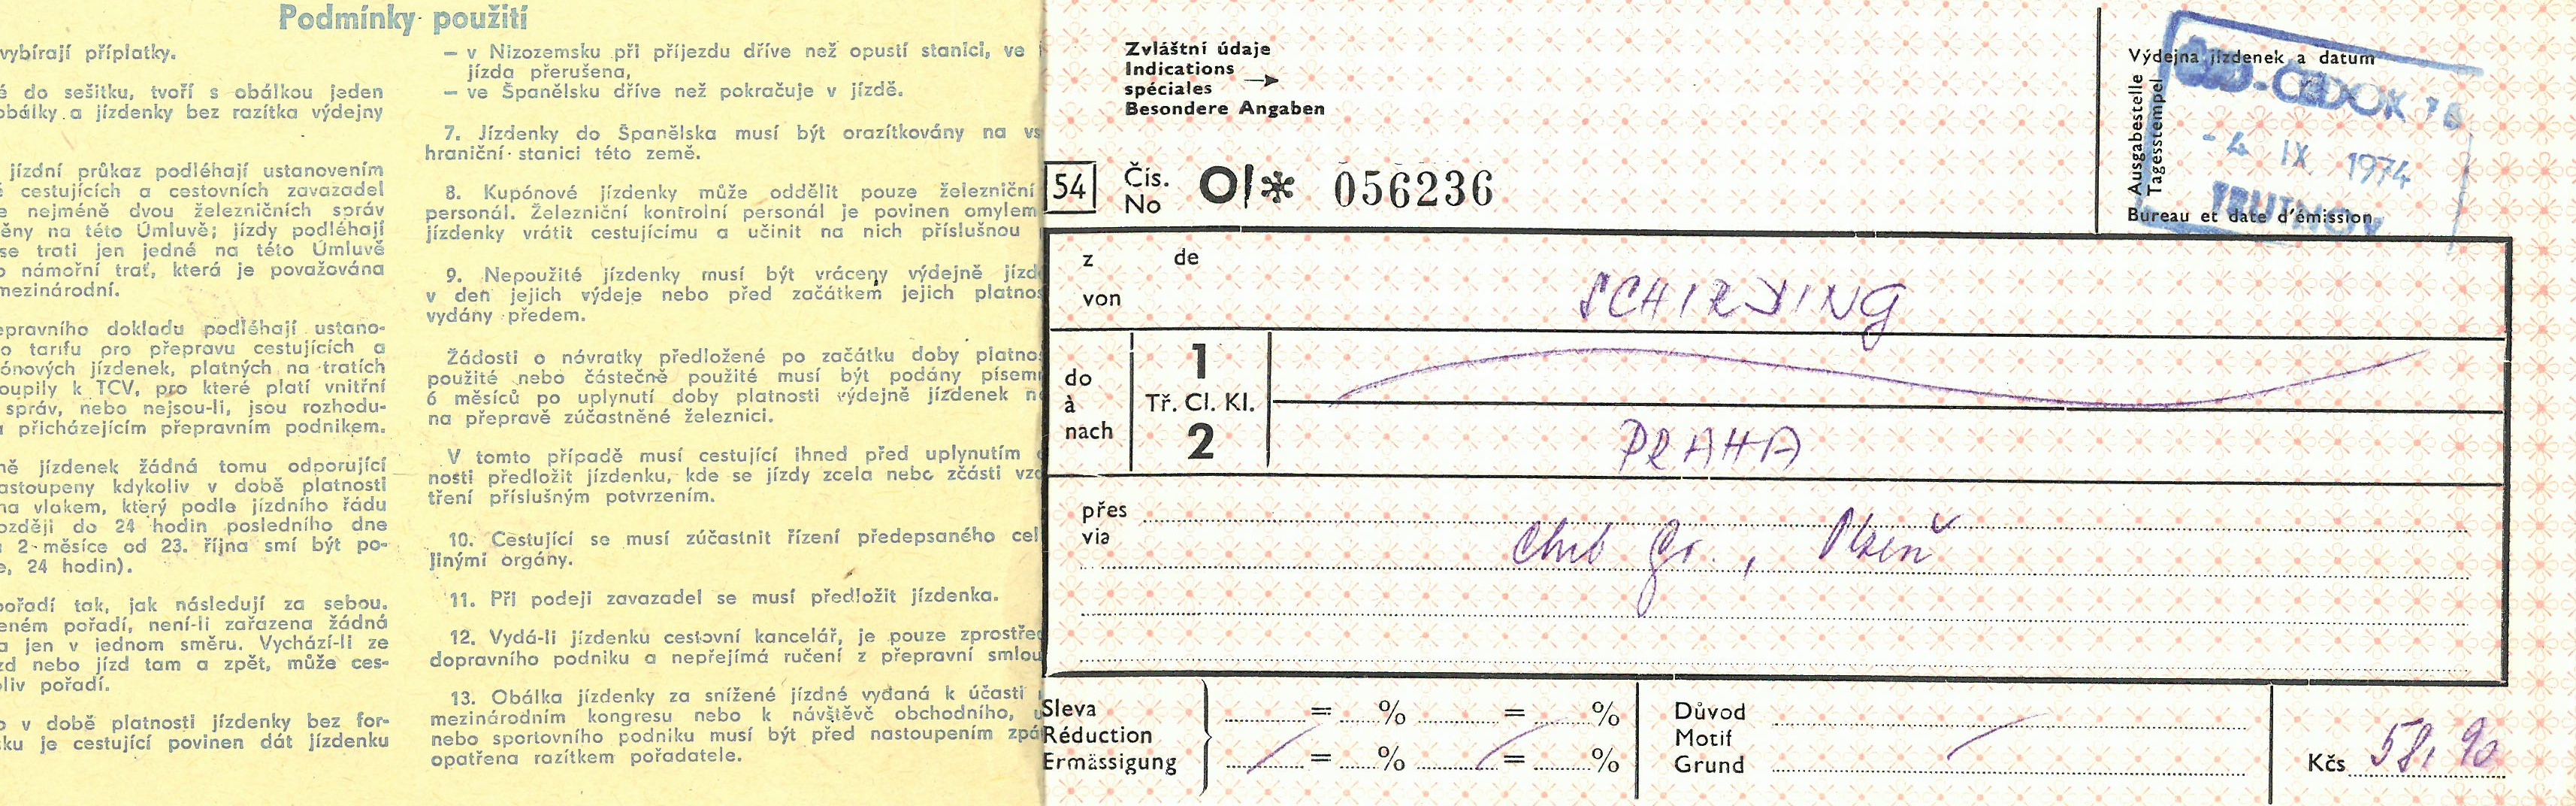 Podmínky použití
vybírají příplatky.
é do sešitku, tvoří s obálkou jeden
obálky a jízdenky bez razítka výdejny
jízdní průkaz podléhají ustanovením
cestujících a cestovních zavazadel
e nejméně dvou železničních správ
ěny na této Úmluvě; jízdy podléhají
se trati jen jedné na této Úmluvě
o námořní trať, která je považována
mezinárodní.
epravního dokladu podléhají ustano-
o tarifu pro přepravu cestujících a
ónových jízdenek, platných na tratích
oupily k TCV, pro které platí vnitřní
správ, nebo nejsou-li, jsou rozhodu-
přicházejícím přepravním podnikem.
ně jízdenek žádná tomu odporující
astoupeny kdykoliv v době platnosti
na vlakem, který podle jízdního řádu
ozději do 24 hodin posledního dne
2 měsíce od 23. října smí být po-
e, 24 hodin).
pořadí tak, jak následují za sebou.
eném pořadí, není-li zařazena žádná
a jen v jednom směru. Vychází-li ze
zd nebo jízd tam a zpět, může ces-
oliv pořadí.
o v době platnosti jízdenky bez for-
sku je cestující povinen dát jízdenku
– v Nizozemsku při příjezdu dříve než opustí stanici, ve
jízda přerušena,
– ve Španělsku dříve než pokračuje v jízdě.
7. Jízdenky do Španělska musí být orazítkovány na vs
hraniční stanici této země.
8. Kupónové jízdenky může oddělit pouze železniční
personál. Železniční kontrolní personál je povinen omylem
jízdenky vrátit cestujícímu a učinit na nich příslušnou
9. Nepoužité jízdenky musí být vráceny výdejně jízd
v den jejich výdeje nebo před začátkem jejich platnos
vydány předem.
Žádosti o návratky předložené po začátku doby platnos
použité nebo částečně použité musí být podány písem
6 měsíců po uplynutí doby platnosti výdejně jízdenek n
na přepravě zúčastněné železnici.
V tomto případě musí cestující ihned před uplynutím
nosti předložit jízdenku, kde se jízdy zcela nebo zčásti vzd
tření příslušným potvrzením.
10. Cestující se musí zúčastnit řízení předepsaného cel
jinými orgány.
11. Při podeji zavazadel se musí předložit jízdenka.
12. Vydá-li jízdenku cestovní kancelář, je pouze zprostřed
dopravního podniku a nepřejímá ručení z přepravní smlou
13. Obálka jízdenky za snížené jízdné vydaná k účasti
mezinárodním kongresu nebo k návštěvě obchodního, u
nebo sportovního podniku musí být před nastoupením zpá
opatřena razítkem pořadatele.
Zvláštní údaje
Indications
spéciales
Besondere Angaben
54 Čís. No O/* 056236
Výdejna jízdenek a datum
Ausgabestelle
Tagesstempel
ČSD-ČEDOK
- 4 IX 1974
TRUTNOV
Bureau et date d'émission
z de
von
SCHIRDING
do
à
nach
1
Tř. Cl. Kl.
2
PRAHA
přes
via
Cheb Gr., Plzeň
Sleva
Réduction
Ermässigung
= % = %
= % = %
Důvod
Motif
Grund
Kčs 58,90